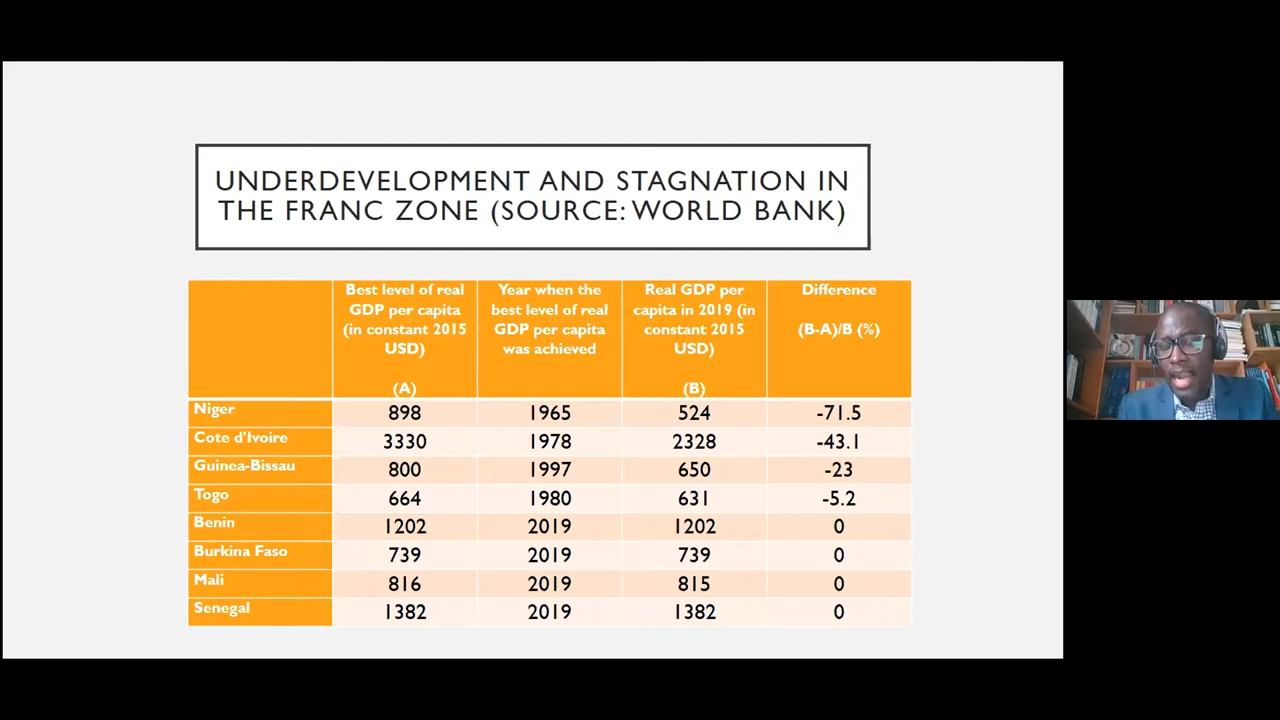 UNDERDEVELOPMENT AND STAGNATION IN
THE FRANC ZONE (SOURCE: WORLD BANK)
Best level of real GDP per capita (in constant 2015 USD) (A)
Year when the best level of real GDP per capita was achieved
Real GDP per capita in 2019 (in constant 2015 USD) (B)
Difference (B-A)/B (%)
Niger 898 1965 524 -71.5
Cote d'Ivoire 3330 1978 2328 -43.1
Guinea-Bissau 800 1997 650 -23
Togo 664 1980 631 -5.2
Benin 1202 2019 1202 0
Burkina Faso 739 2019 739 0
Mali 816 2019 815 0
Senegal 1382 2019 1382 0